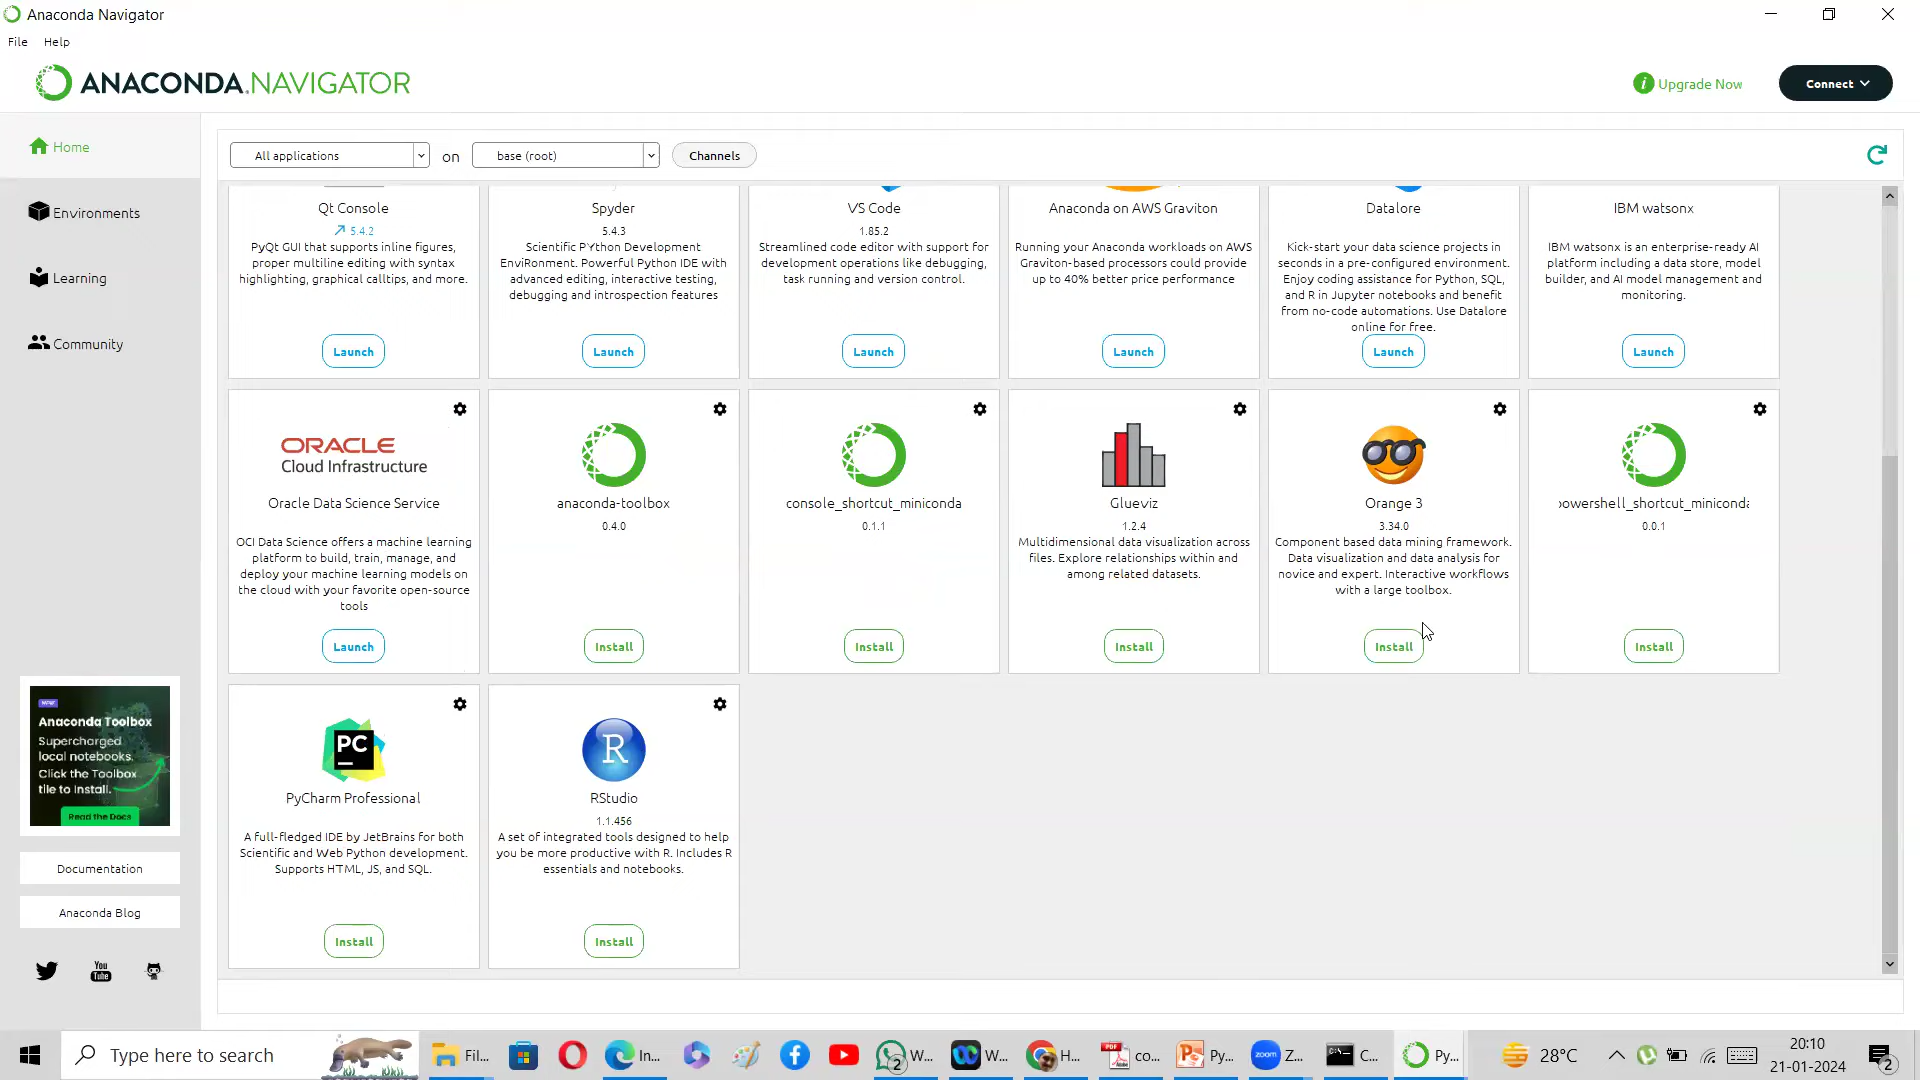 Anaconda Navigator
File Help
ANACONDA.NAVIGATOR
Upgrade Now
Connect
Home
Environments
Learning
Community
All applications on base (root) Channels
Qt Console
5.4.2
PyQt GUI that supports inline figures,
proper multiline editing with syntax
highlighting, graphical calltips, and more.
Launch
Spyder
5.4.3
Scientific PYthon Development
EnviRonment. Powerful Python IDE with
advanced editing, interactive testing,
debugging and introspection features
Launch
VS Code
1.85.2
Streamlined code editor with support for
development operations like debugging,
task running and version control.
Launch
Anaconda on AWS Graviton
Running your Anaconda workloads on AWS
Graviton-based processors could provide
up to 40% better price performance
Launch
Datalore
Kick-start your data science projects in
seconds in a pre-configured environment.
Enjoy coding assistance for Python, SQL,
and R in Jupyter notebooks and benefit
from no-code automations. Use Datalore
online for free.
Launch
IBM watsonx
IBM watsonx is an enterprise-ready AI
platform including a data store, model
builder, and AI model management and
monitoring.
Launch
ORACLE
Cloud Infrastructure
Oracle Data Science Service
OCI Data Science offers a machine learning
platform to build, train, manage, and
deploy your machine learning models on
the cloud with your favorite open-source
tools
Launch
anaconda-toolbox
0.4.0
Install
console_shortcut_miniconda
0.1.1
Install
Glueviz
1.2.4
Multidimensional data visualization across
files. Explore relationships within and
among related datasets.
Install
Orange 3
3.34.0
Component based data mining framework.
Data visualization and data analysis for
novice and expert. Interactive workflows
with a large toolbox.
Install
powershell_shortcut_miniconda
0.0.1
Install
PC
PyCharm Professional
A full-fledged IDE by JetBrains for both
Scientific and Web Python development.
Supports HTML, JS, and SQL.
Install
R
RStudio
1.1.456
A set of integrated tools designed to help
you be more productive with R. Includes R
essentials and notebooks.
Install
NEW
Anaconda Toolbox
Supercharged
local notebooks.
Click the Toolbox
tile to install.
Read the Docs
Documentation
Anaconda Blog
You
Tube
Type here to search
Fil...
In...
2
W...
W...
H...
PDF
co...
Py...
zoom
Z...
C...
Py...
28°C
20:10
21-01-2024
2